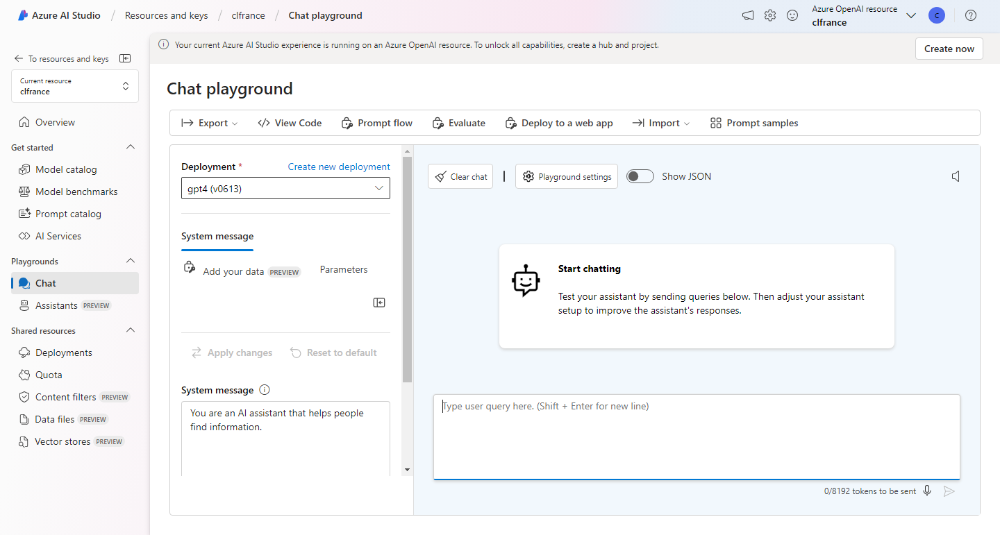 Azure AI Studio / Resources and keys / clfrance / Chat playground
Azure OpenAI resource
clfrance
C
Your current Azure AI Studio experience is running on an Azure OpenAI resource. To unlock all capabilities, create a hub and project.
Create now
To resources and keys
Current resource
clfrance
Overview
Get started
Model catalog
Model benchmarks
Prompt catalog
AI Services
Playgrounds
Chat
Assistants PREVIEW
Shared resources
Deployments
Quota
Content filters PREVIEW
Data files PREVIEW
Vector stores PREVIEW
Chat playground
Export
View Code
Prompt flow
Evaluate
Deploy to a web app
Import
Prompt samples
Deployment *
Create new deployment
gpt4 (v0613)
System message
Add your data PREVIEW
Parameters
Apply changes
Reset to default
System message
You are an AI assistant that helps people
find information.
Clear chat
Playground settings
Show JSON
Start chatting
Test your assistant by sending queries below. Then adjust your assistant
setup to improve the assistant's responses.
Type user query here. (Shift + Enter for new line)
0/8192 tokens to be sent